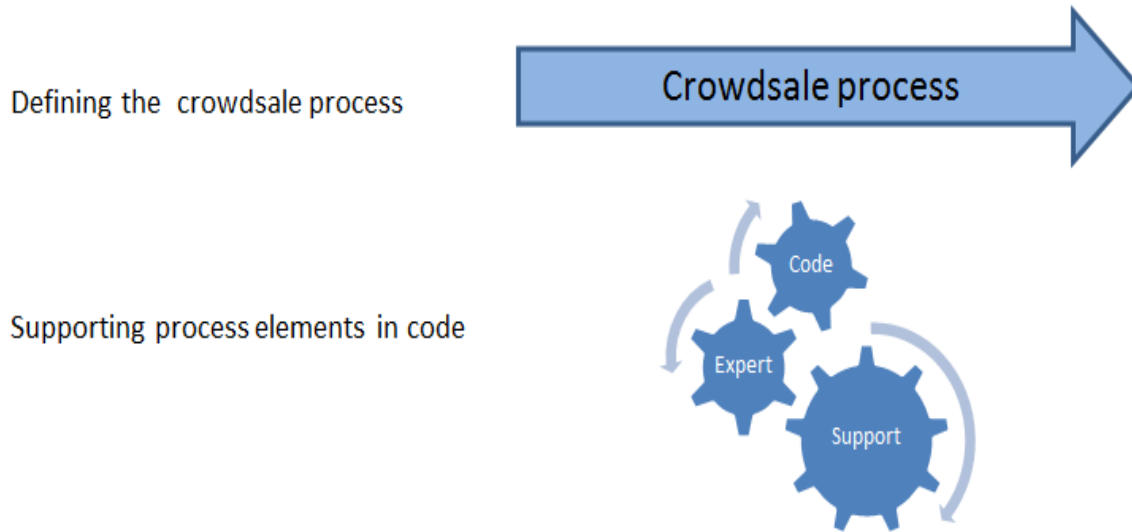 Crowdsale process
Defining the crowdsale process
Code
Supporting process elements in code
Expert
Support